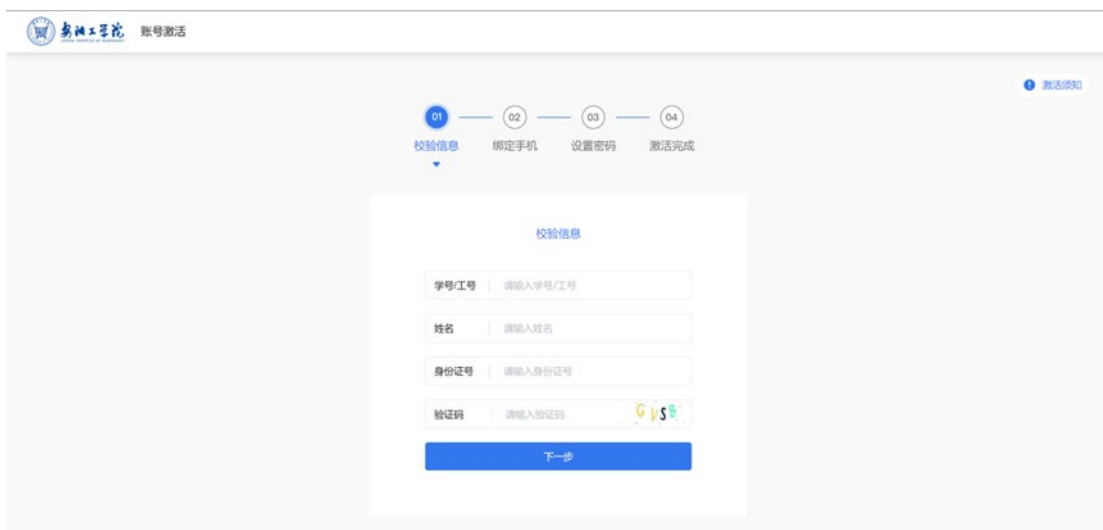 安阳工学院 账号激活
激活须知
01 02 03 04
校验信息 绑定手机 设置密码 激活完成
校验信息
学号/工号 请输入学号/工号
姓名 请输入姓名
身份证号 请输入身份证号
验证码 请输入验证码
下一步